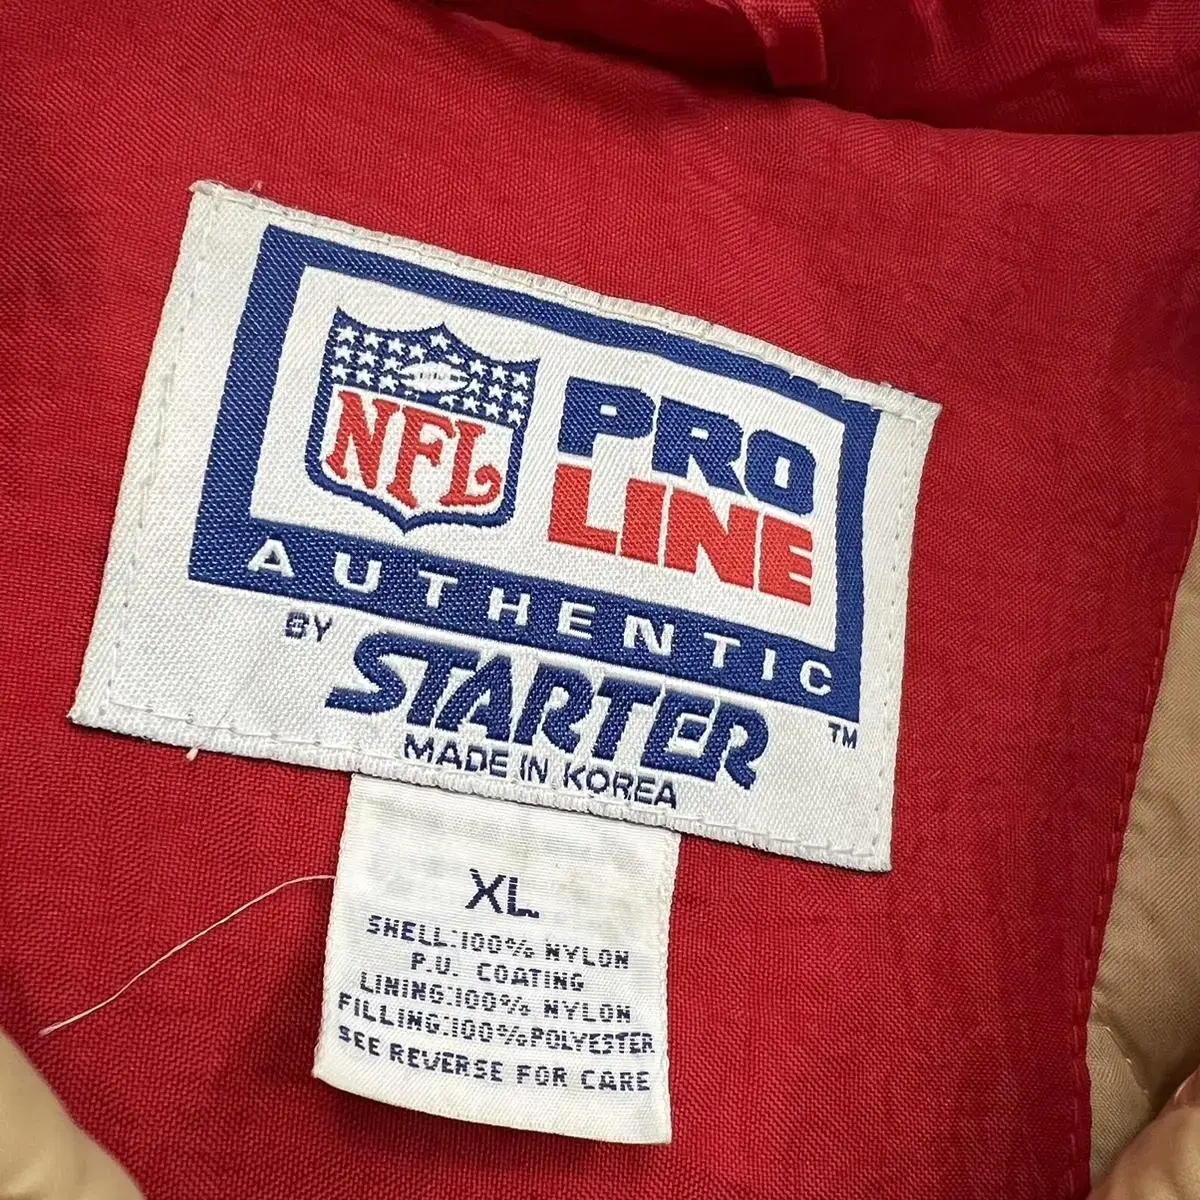 NFL
PRO
LINE
AUTHENTIC
BY STARTER ™
MADE IN KOREA
XL
SHELL:100% NYLON
P.U. COATING
LINING:100% NYLON
FILLING:100%POLYESTER
SEE REVERSE FOR CARE